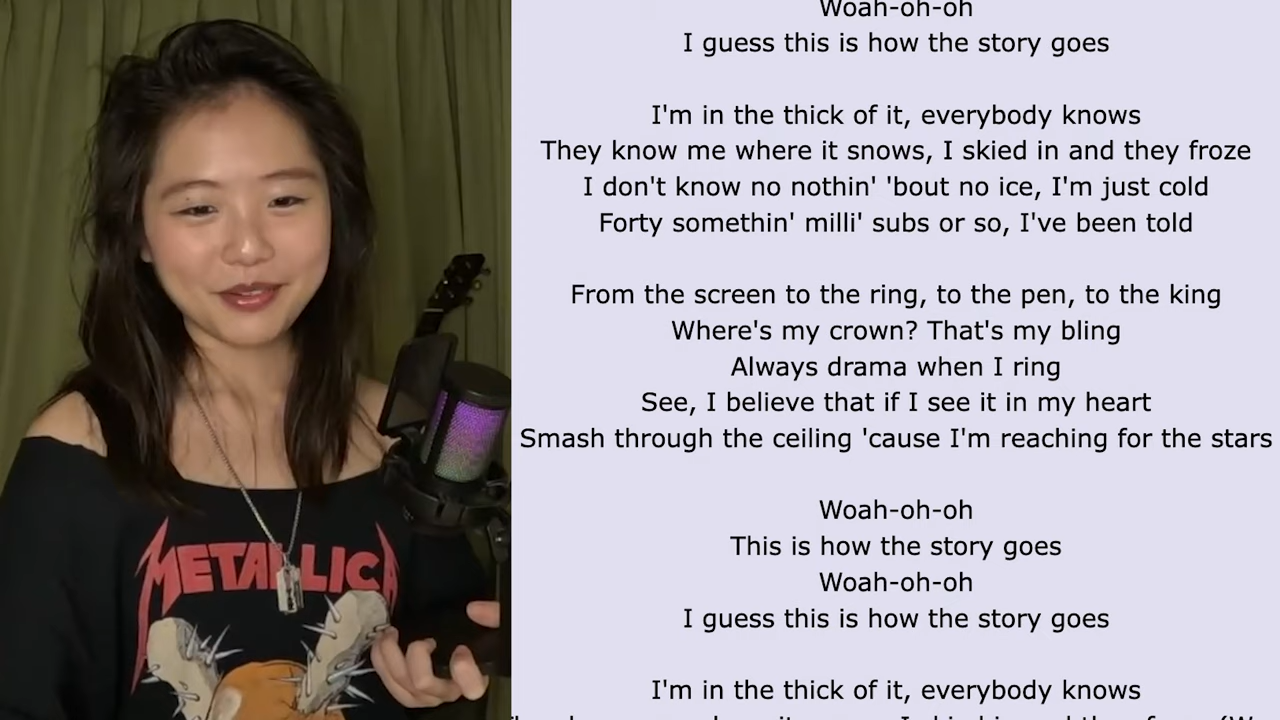 Woah-oh-oh
I guess this is how the story goes
I'm in the thick of it, everybody knows
They know me where it snows, I skied in and they froze
I don't know no nothin' 'bout no ice, I'm just cold
Forty somethin' milli' subs or so, I've been told
From the screen to the ring, to the pen, to the king
Where's my crown? That's my bling
Always drama when I ring
See, I believe that if I see it in my heart
Smash through the ceiling 'cause I'm reaching for the stars
Woah-oh-oh
This is how the story goes
Woah-oh-oh
I guess this is how the story goes
I'm in the thick of it, everybody knows
METALLICA